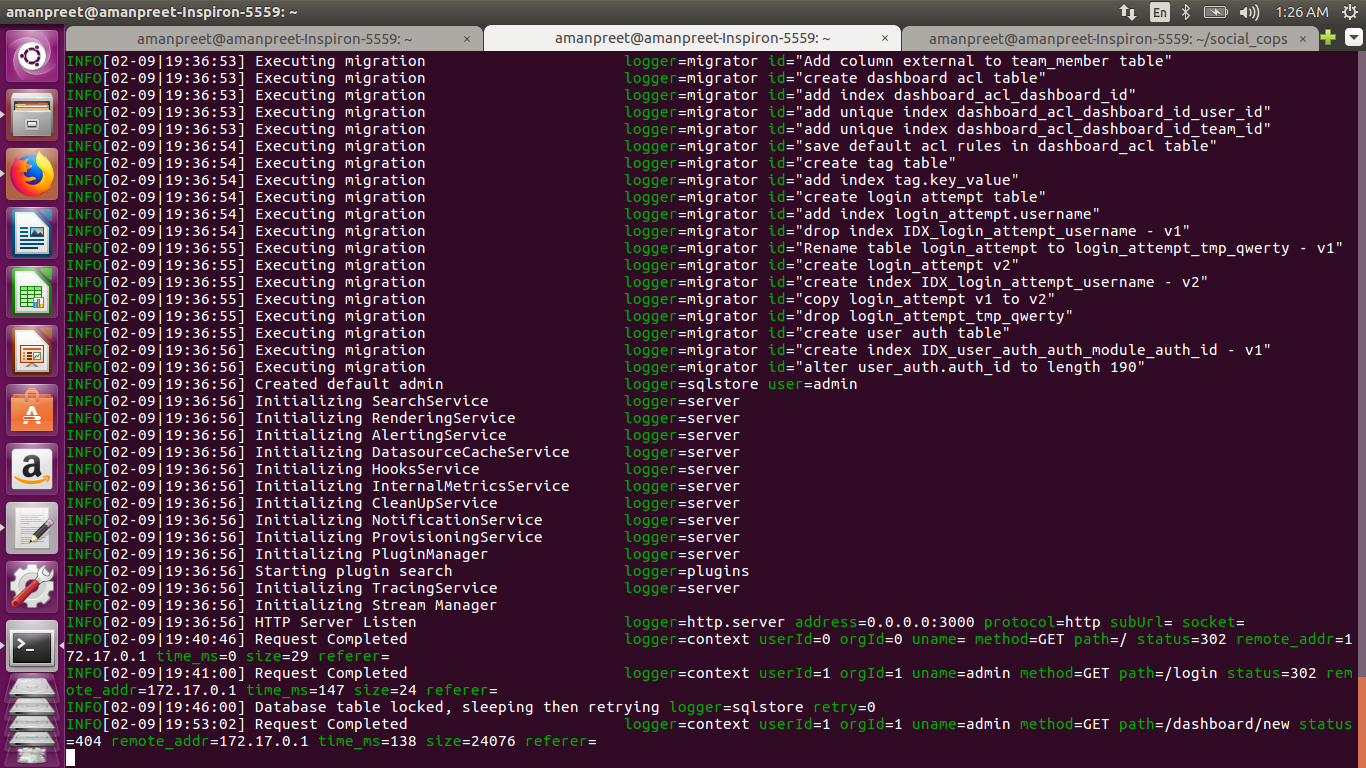 amanpreet@amanpreet-Inspiron-5559: ~
En
1:26 AM
amanpreet@amanpreet-Inspiron-5559: ~ ×
amanpreet@amanpreet-Inspiron-5559: ~ ×
amanpreet@amanpreet-Inspiron-5559: ~/social_cops ×
INFO[02-09|19:36:53] Executing migration logger=migrator id="Add column external to team_member table"
INFO[02-09|19:36:53] Executing migration logger=migrator id="create dashboard acl table"
INFO[02-09|19:36:53] Executing migration logger=migrator id="add index dashboard_acl_dashboard_id"
INFO[02-09|19:36:53] Executing migration logger=migrator id="add unique index dashboard_acl_dashboard_id_user_id"
INFO[02-09|19:36:53] Executing migration logger=migrator id="add unique index dashboard_acl_dashboard_id_team_id"
INFO[02-09|19:36:54] Executing migration logger=migrator id="save default acl rules in dashboard_acl table"
INFO[02-09|19:36:54] Executing migration logger=migrator id="create tag table"
INFO[02-09|19:36:54] Executing migration logger=migrator id="add index tag.key_value"
INFO[02-09|19:36:54] Executing migration logger=migrator id="create login attempt table"
INFO[02-09|19:36:54] Executing migration logger=migrator id="add index login_attempt.username"
INFO[02-09|19:36:54] Executing migration logger=migrator id="drop index IDX_login_attempt_username - v1"
INFO[02-09|19:36:55] Executing migration logger=migrator id="Rename table login_attempt to login_attempt_tmp_qwerty - v1"
INFO[02-09|19:36:55] Executing migration logger=migrator id="create login_attempt v2"
INFO[02-09|19:36:55] Executing migration logger=migrator id="create index IDX_login_attempt_username - v2"
INFO[02-09|19:36:55] Executing migration logger=migrator id="copy login_attempt v1 to v2"
INFO[02-09|19:36:55] Executing migration logger=migrator id="drop login_attempt_tmp_qwerty"
INFO[02-09|19:36:55] Executing migration logger=migrator id="create user auth table"
INFO[02-09|19:36:56] Executing migration logger=migrator id="create index IDX_user_auth_auth_module_auth_id - v1"
INFO[02-09|19:36:56] Executing migration logger=migrator id="alter user_auth.auth_id to length 190"
INFO[02-09|19:36:56] Created default admin logger=sqlstore user=admin
INFO[02-09|19:36:56] Initializing SearchService logger=server
INFO[02-09|19:36:56] Initializing RenderingService logger=server
INFO[02-09|19:36:56] Initializing AlertingService logger=server
INFO[02-09|19:36:56] Initializing DatasourceCacheService logger=server
INFO[02-09|19:36:56] Initializing HooksService logger=server
INFO[02-09|19:36:56] Initializing InternalMetricsService logger=server
INFO[02-09|19:36:56] Initializing CleanUpService logger=server
INFO[02-09|19:36:56] Initializing NotificationService logger=server
INFO[02-09|19:36:56] Initializing ProvisioningService logger=server
INFO[02-09|19:36:56] Initializing PluginManager logger=server
INFO[02-09|19:36:56] Starting plugin search logger=plugins
INFO[02-09|19:36:56] Initializing TracingService logger=server
INFO[02-09|19:36:56] Initializing Stream Manager
INFO[02-09|19:36:56] HTTP Server Listen logger=http.server address=0.0.0.0:3000 protocol=http subUrl= socket=
INFO[02-09|19:40:46] Request Completed logger=context userId=0 orgId=0 uname= method=GET path=/ status=302 remote_addr=1
72.17.0.1 time_ms=0 size=29 referer=
INFO[02-09|19:41:00] Request Completed logger=context userId=1 orgId=1 uname=admin method=GET path=/login status=302 rem
ote_addr=172.17.0.1 time_ms=147 size=24 referer=
INFO[02-09|19:46:00] Database table locked, sleeping then retrying logger=sqlstore retry=0
INFO[02-09|19:53:02] Request Completed logger=context userId=1 orgId=1 uname=admin method=GET path=/dashboard/new status
=404 remote_addr=172.17.0.1 time_ms=138 size=24076 referer=